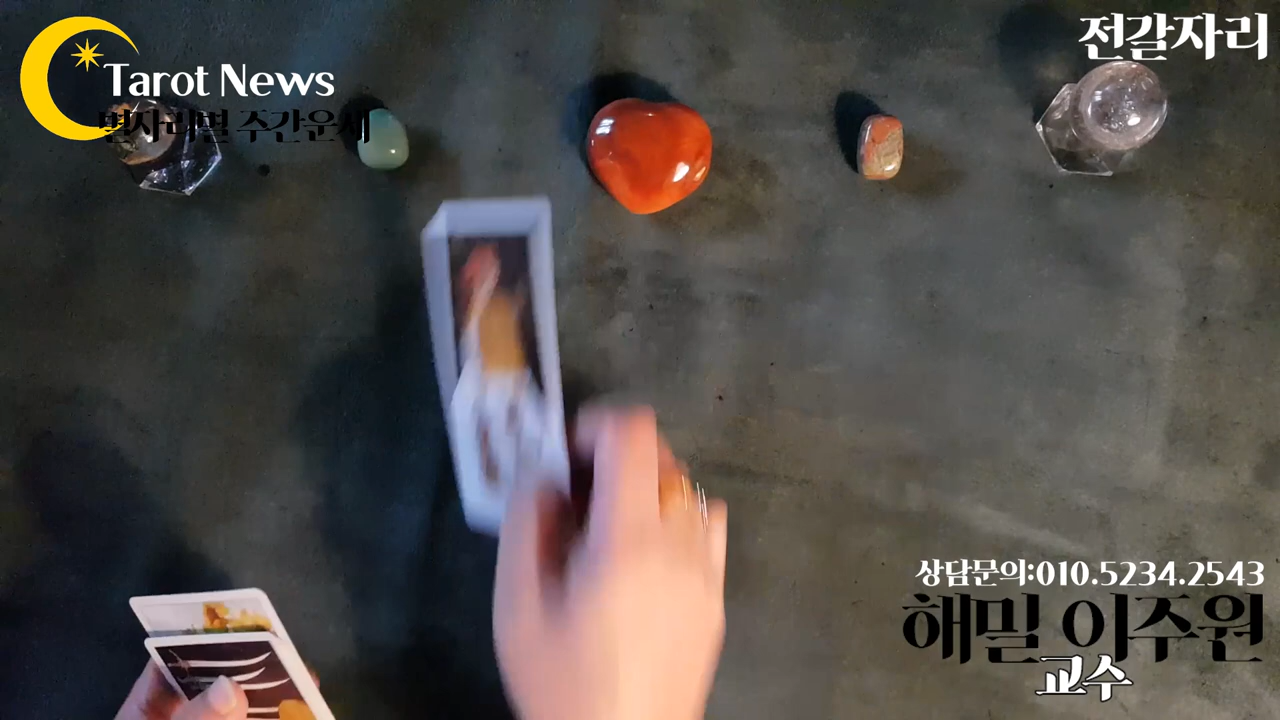 Tarot News
별자리별 주간운세
전갈자리
상담문의:010.5234.2543
해밀 이주원
교수